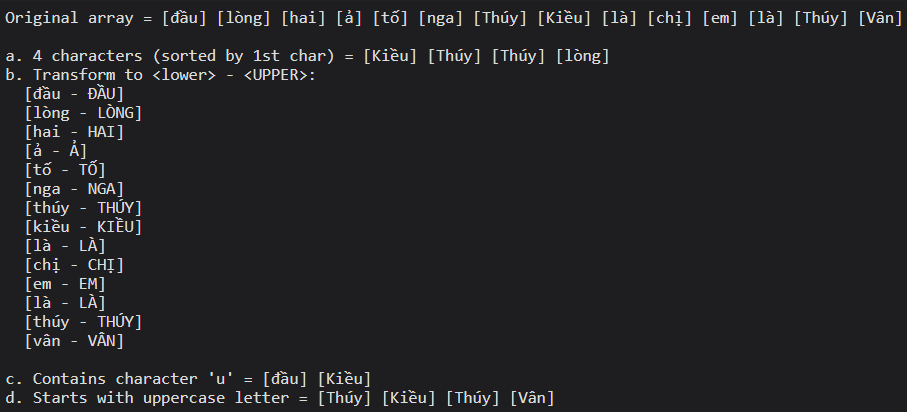 Original array = [đầu] [lòng] [hai] [ả] [tố] [nga] [Thúy] [Kiều] [là] [chị] [em] [là] [Thúy] [Vân]
a. 4 characters (sorted by 1st char) = [Kiều] [Thúy] [Thúy] [lòng]
b. Transform to <lower> - <UPPER>:
[đầu - ĐẦU]
[lòng - LÒNG]
[hai - HAI]
[ả - Ả]
[tố - TỐ]
[nga - NGA]
[thúy - THÚY]
[kiều - KIỀU]
[là - LÀ]
[chị - CHỊ]
[em - EM]
[là - LÀ]
[thúy - THÚY]
[vân - VÂN]
c. Contains character 'u' = [đầu] [Kiều]
d. Starts with uppercase letter = [Thúy] [Kiều] [Thúy] [Vân]